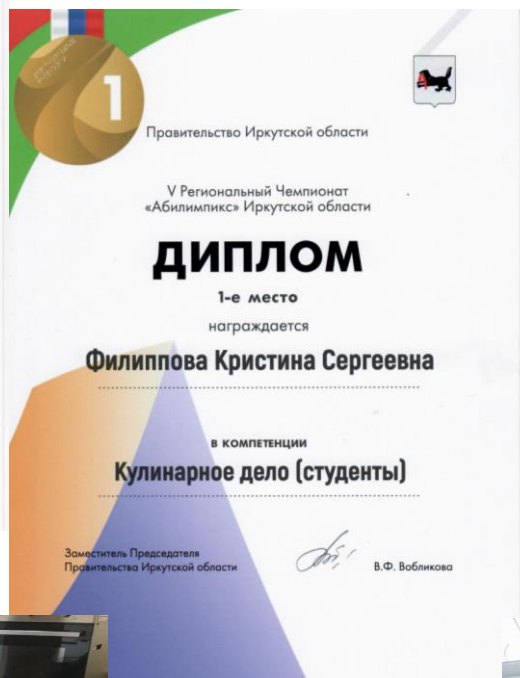 1
Правительство Иркутской области
V Региональный Чемпионат
«Абилимпикс» Иркутской области
ДИПЛОМ
1-е место
награждается
Филиппова Кристина Сергеевна
в компетенции
Кулинарное дело (студенты)
Заместитель Председателя
Правительства Иркутской области
В.Ф. Вобликова